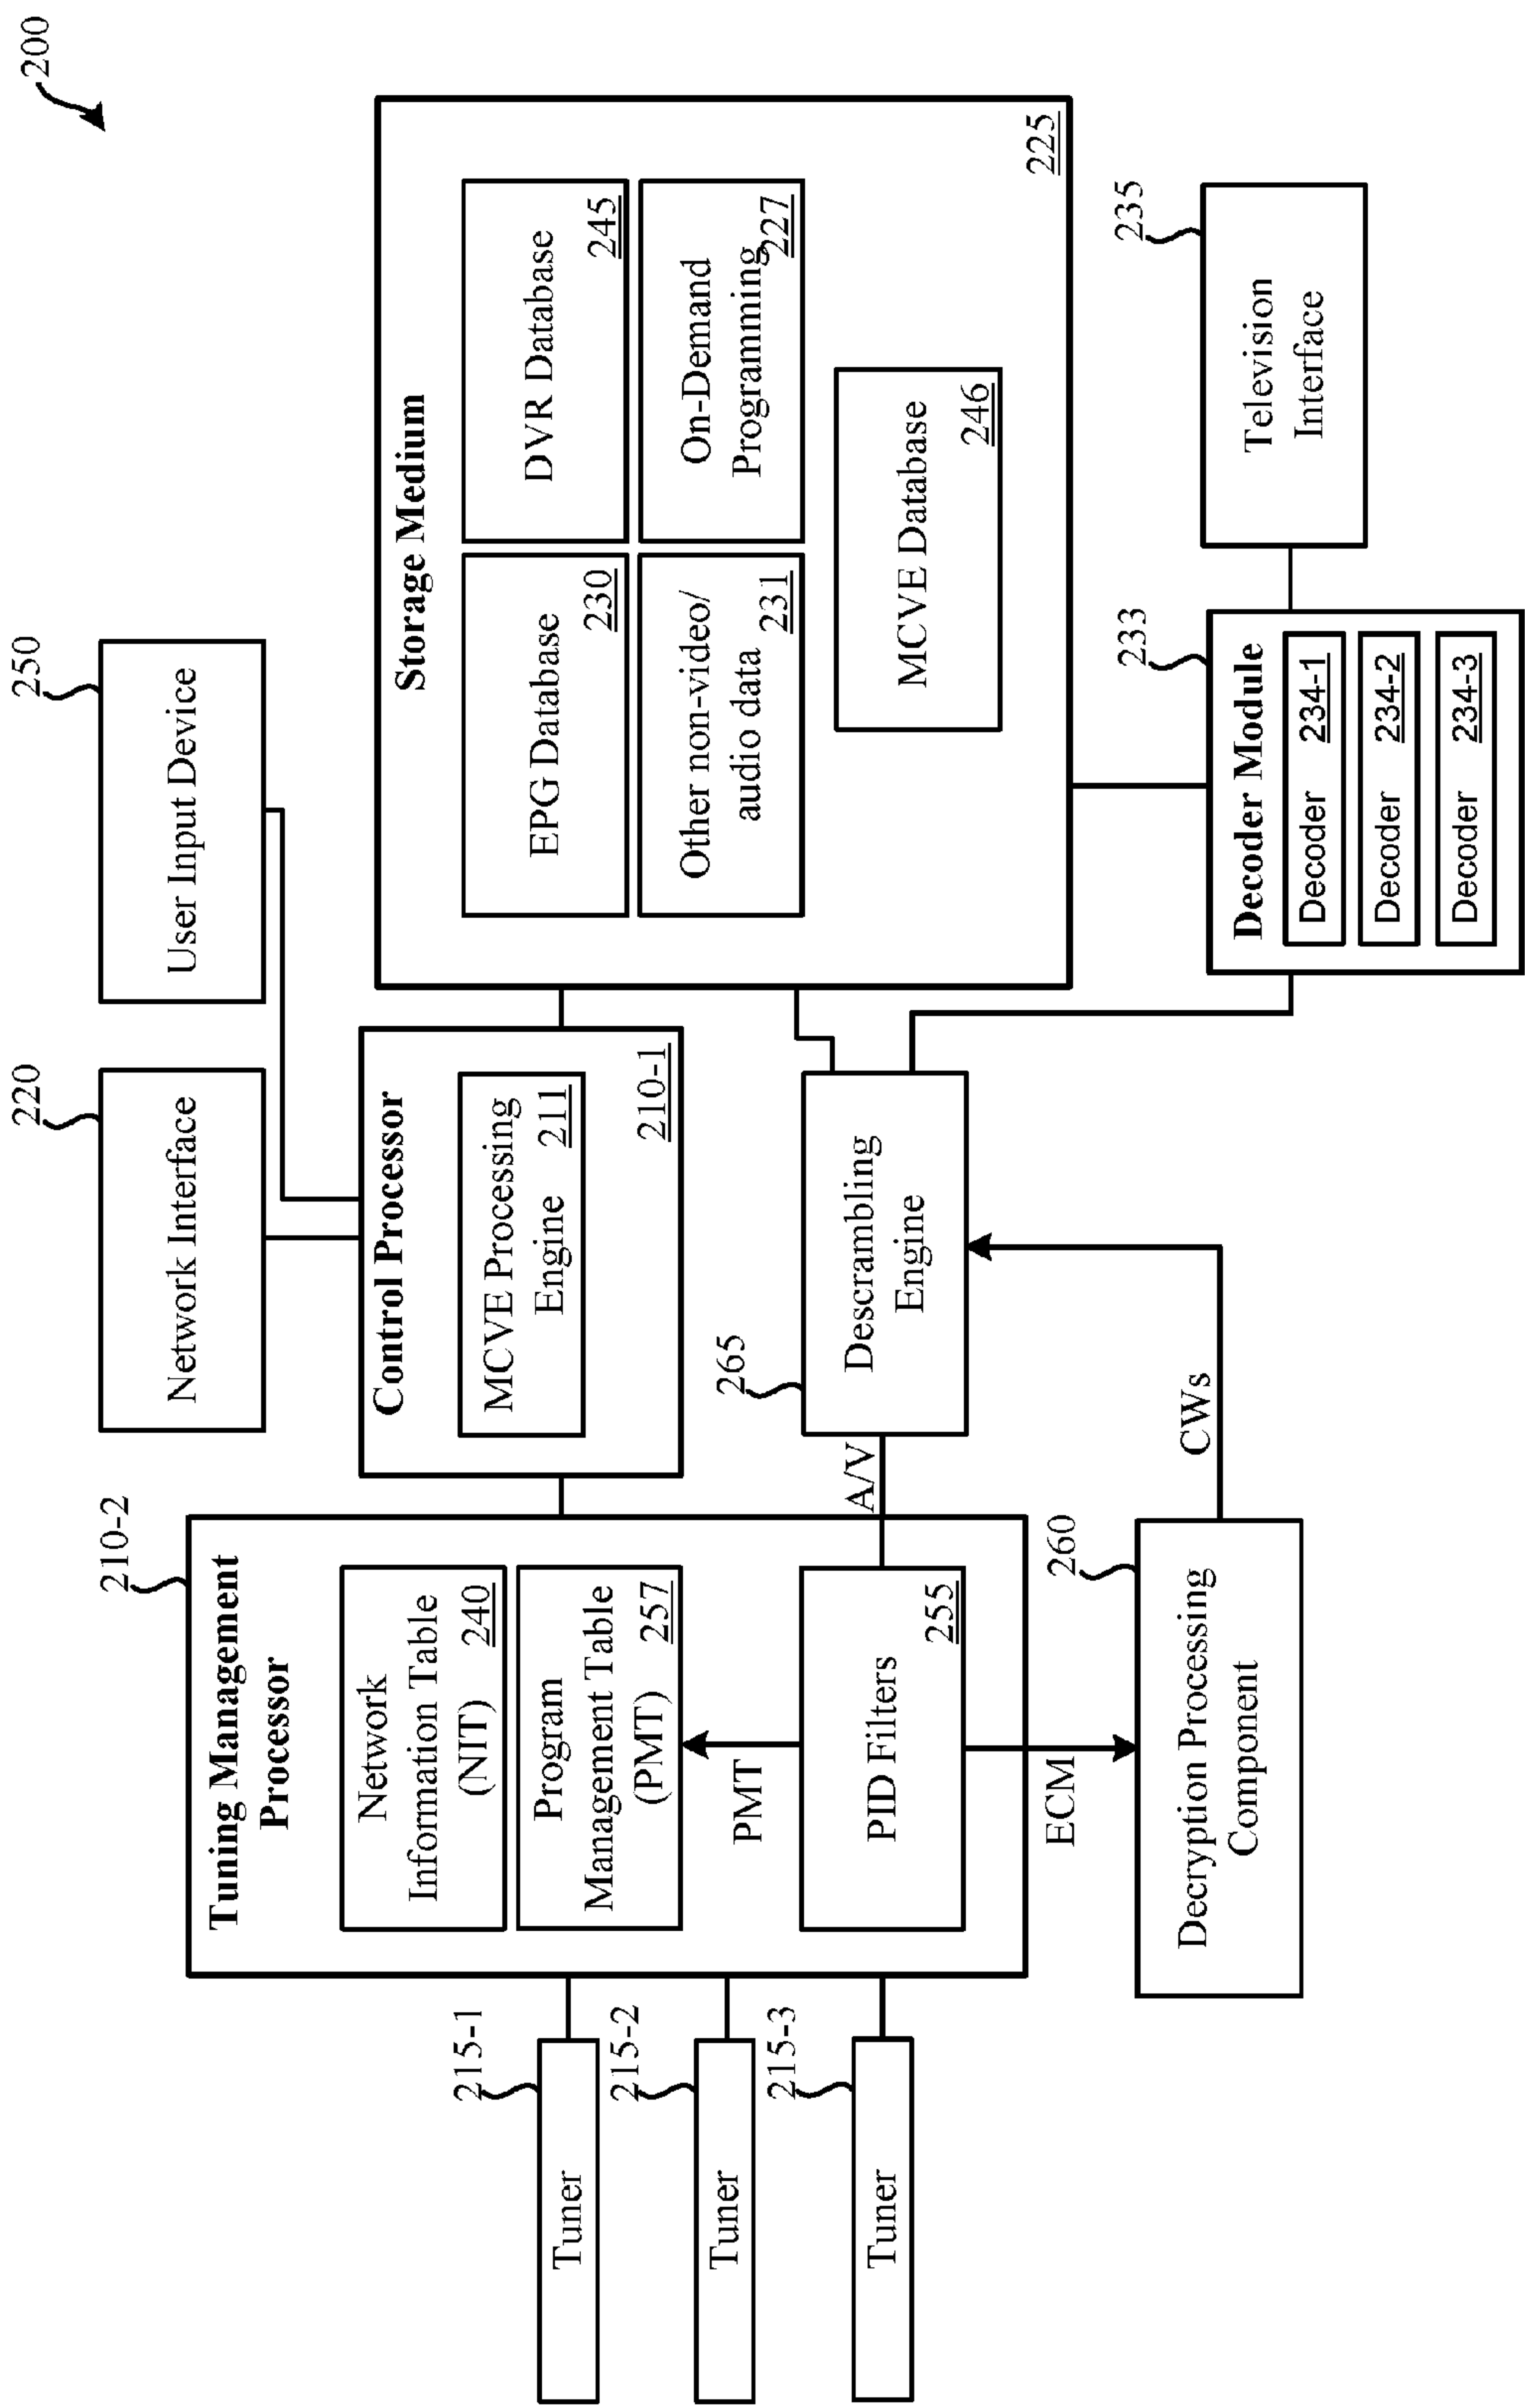 200
220
Network Interface
250
User Input Device
210-2
Tuning Management
Processor
Network
Information Table
(NIT) 240
Program
Management Table
(PMT) 257
PMT
PID Filters
255
ECM
A/V
Tuner
215-1
Tuner
215-2
Tuner
215-3
Control Processor
MCVE Processing
Engine 211
210-1
Storage Medium
EPG Database
230
DVR Database
245
Other non-video/
audio data 231
On-Demand
Programming
227
MCVE Database
246
225
265
Descrambling
Engine
260
Decryption Processing
Component
CWs
233
Decoder Module
Decoder 234-1
Decoder 234-2
Decoder 234-3
235
Television
Interface